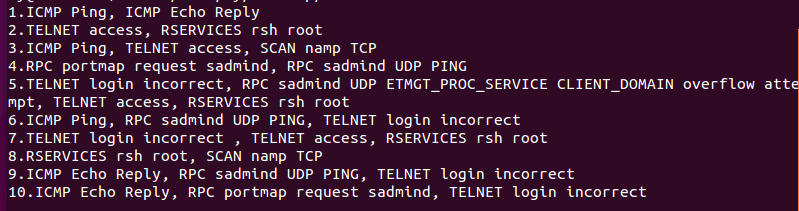 1.ICMP Ping, ICMP Echo Reply
2.TELNET access, RSERVICES rsh root
3.ICMP Ping, TELNET access, SCAN namp TCP
4.RPC portmap request sadmind, RPC sadmind UDP PING
5.TELNET login incorrect, RPC sadmind UDP ETMGT_PROC_SERVICE CLIENT_DOMAIN overflow atte
mpt, TELNET access, RSERVICES rsh root
6.ICMP Ping, RPC sadmind UDP PING, TELNET login incorrect
7.TELNET login incorrect , TELNET access, RSERVICES rsh root
8.RSERVICES rsh root, SCAN namp TCP
9.ICMP Echo Reply, RPC sadmind UDP PING, TELNET login incorrect
10.ICMP Echo Reply, RPC portmap request sadmind, TELNET login incorrect